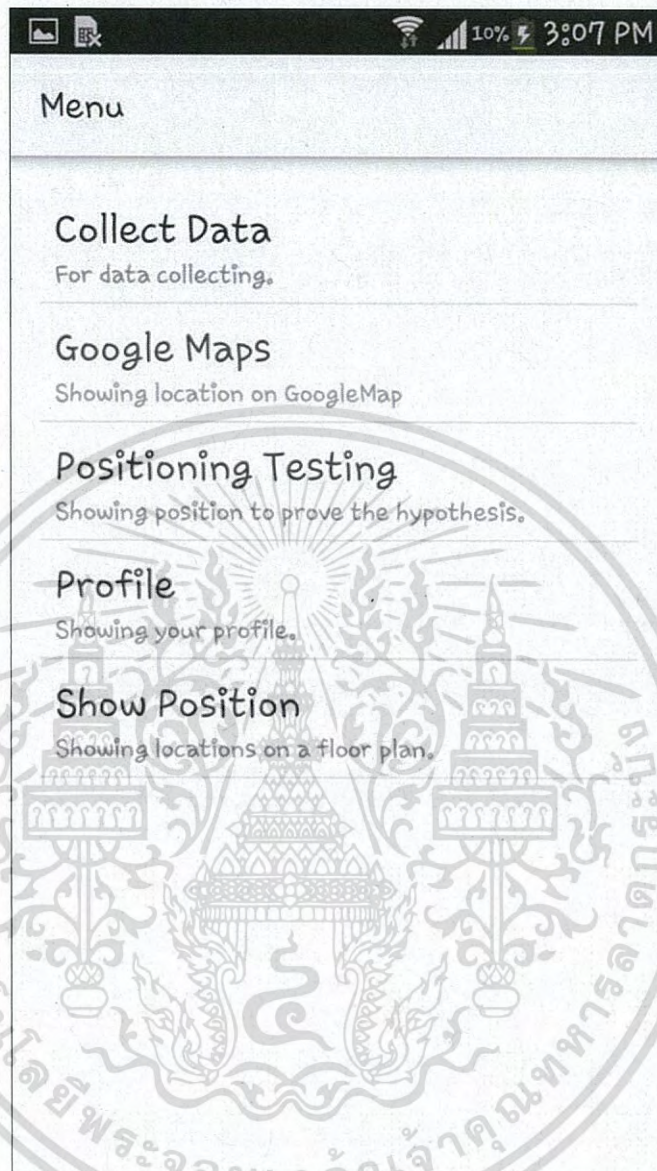 10% 3:07 PM
Menu
Collect Data
For data collecting.
Google Maps
Showing location on GoogleMap
Positioning Testing
Showing position to prove the hypothesis.
Profile
Showing your profile.
Show Position
Showing locations on a floor plan.